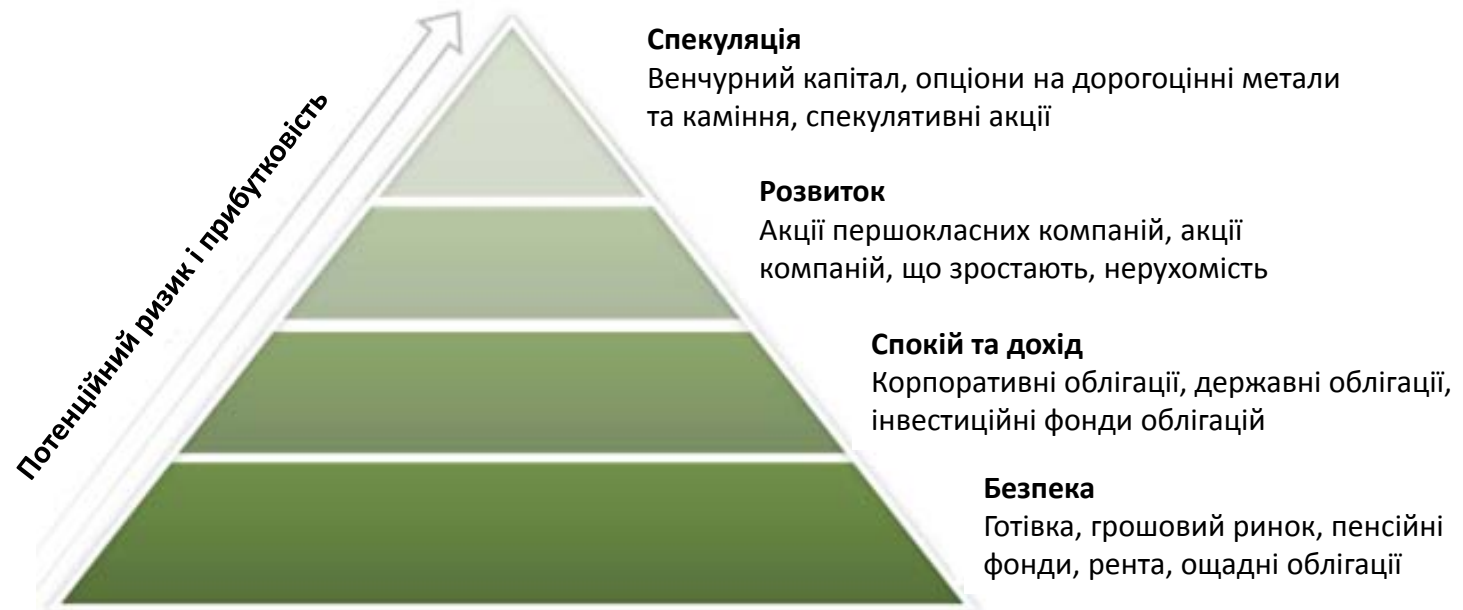 Потенційний ризик і прибутковість
Спекуляція
Венчурний капітал, опціони на дорогоцінні метали
та каміння, спекулятивні акції
Розвиток
Акції першокласних компаній, акції
компаній, що зростають, нерухомість
Спокій та дохід
Корпоративні облігації, державні облігації,
інвестиційні фонди облігацій
Безпека
Готівка, грошовий ринок, пенсійні
фонди, рента, ощадні облігації